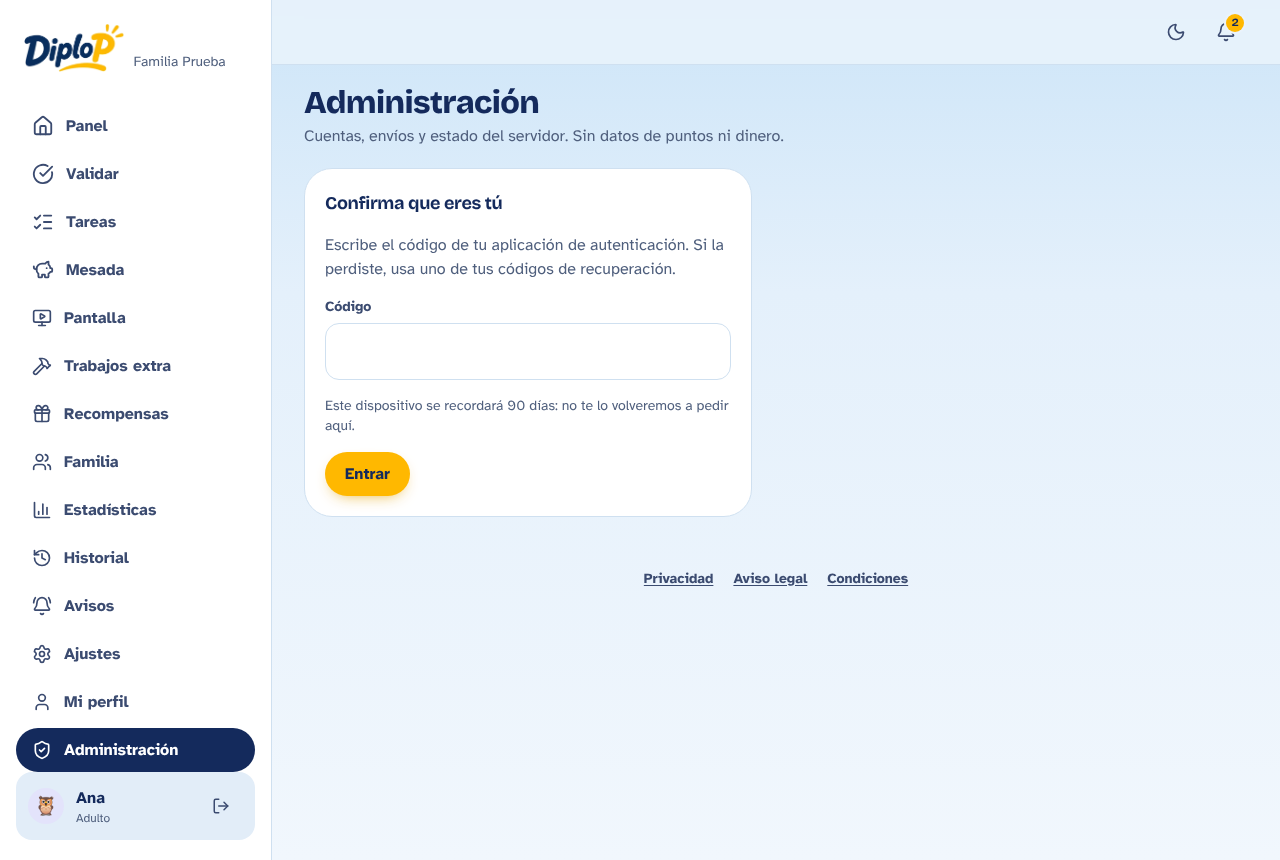 DiploP
Familia Prueba
2
Panel
Validar
Tareas
Mesada
Pantalla
Trabajos extra
Recompensas
Familia
Estadísticas
Historial
Avisos
Ajustes
Mi perfil
Administración
Ana
Adulto
Administración
Cuentas, envíos y estado del servidor. Sin datos de puntos ni dinero.
Confirma que eres tú
Escribe el código de tu aplicación de autenticación. Si la
perdiste, usa uno de tus códigos de recuperación.
Código
Este dispositivo se recordará 90 días: no te lo volveremos a pedir
aquí.
Entrar
Privacidad Aviso legal Condiciones